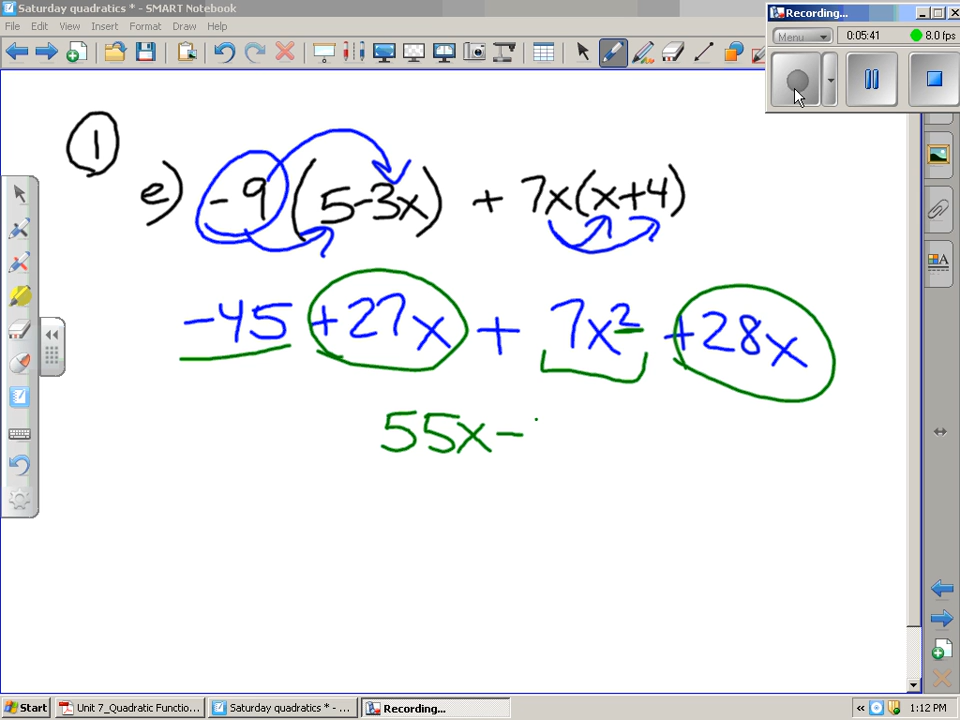 Saturday quadratics * - SMART Notebook
Recording...
File Edit View Insert Format Draw Help
Menu 0:05:41 8.0 fps
1
e) -9(5-3x) + 7x(x+4)
-45 +27x + 7x² +28x
55x-
Start Unit 7_Quadratic Functio... Saturday quadratics * - ... Recording... 1:12 PM